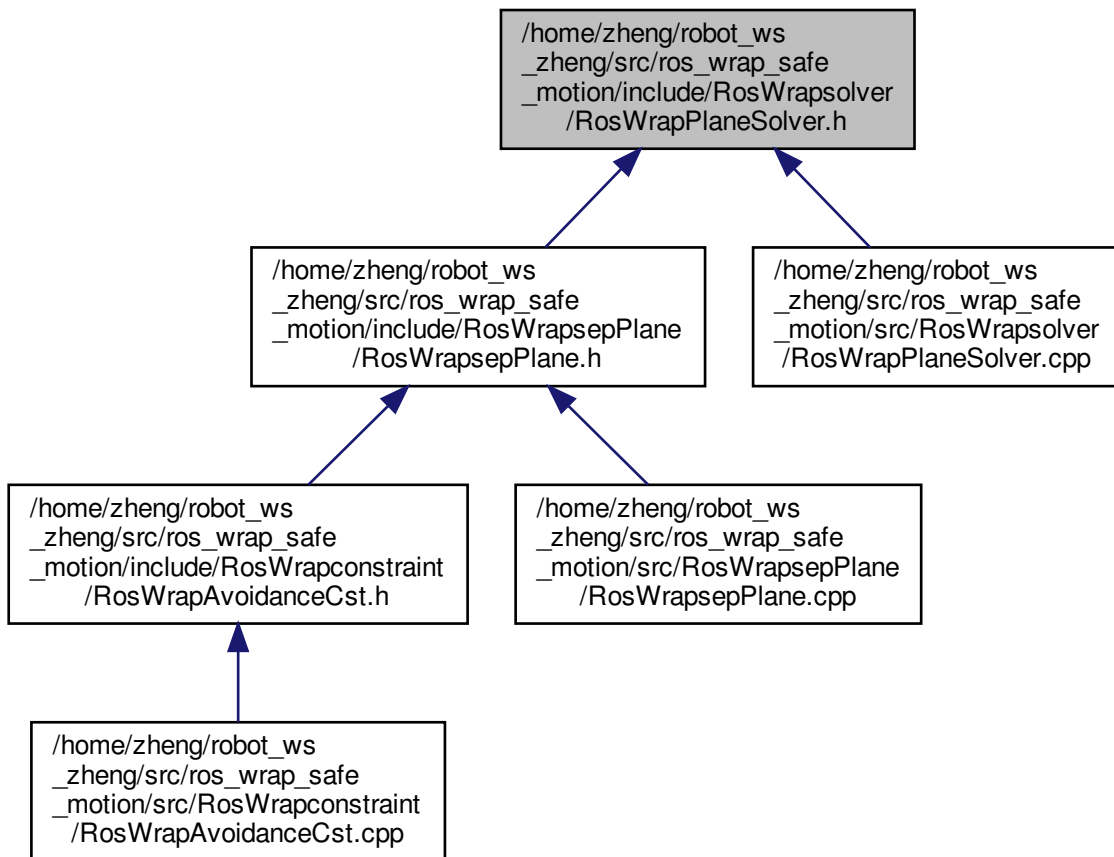 /home/zheng/robot_ws
_zheng/src/ros_wrap_safe
_motion/include/RosWrapsolver
/RosWrapPlaneSolver.h
/home/zheng/robot_ws
_zheng/src/ros_wrap_safe
_motion/include/RosWrapsepPlane
/RosWrapsepPlane.h
/home/zheng/robot_ws
_zheng/src/ros_wrap_safe
_motion/src/RosWrapsolver
/RosWrapPlaneSolver.cpp
/home/zheng/robot_ws
_zheng/src/ros_wrap_safe
_motion/include/RosWrapconstraint
/RosWrapAvoidanceCst.h
/home/zheng/robot_ws
_zheng/src/ros_wrap_safe
_motion/src/RosWrapsepPlane
/RosWrapsepPlane.cpp
/home/zheng/robot_ws
_zheng/src/ros_wrap_safe
_motion/src/RosWrapconstraint
/RosWrapAvoidanceCst.cpp